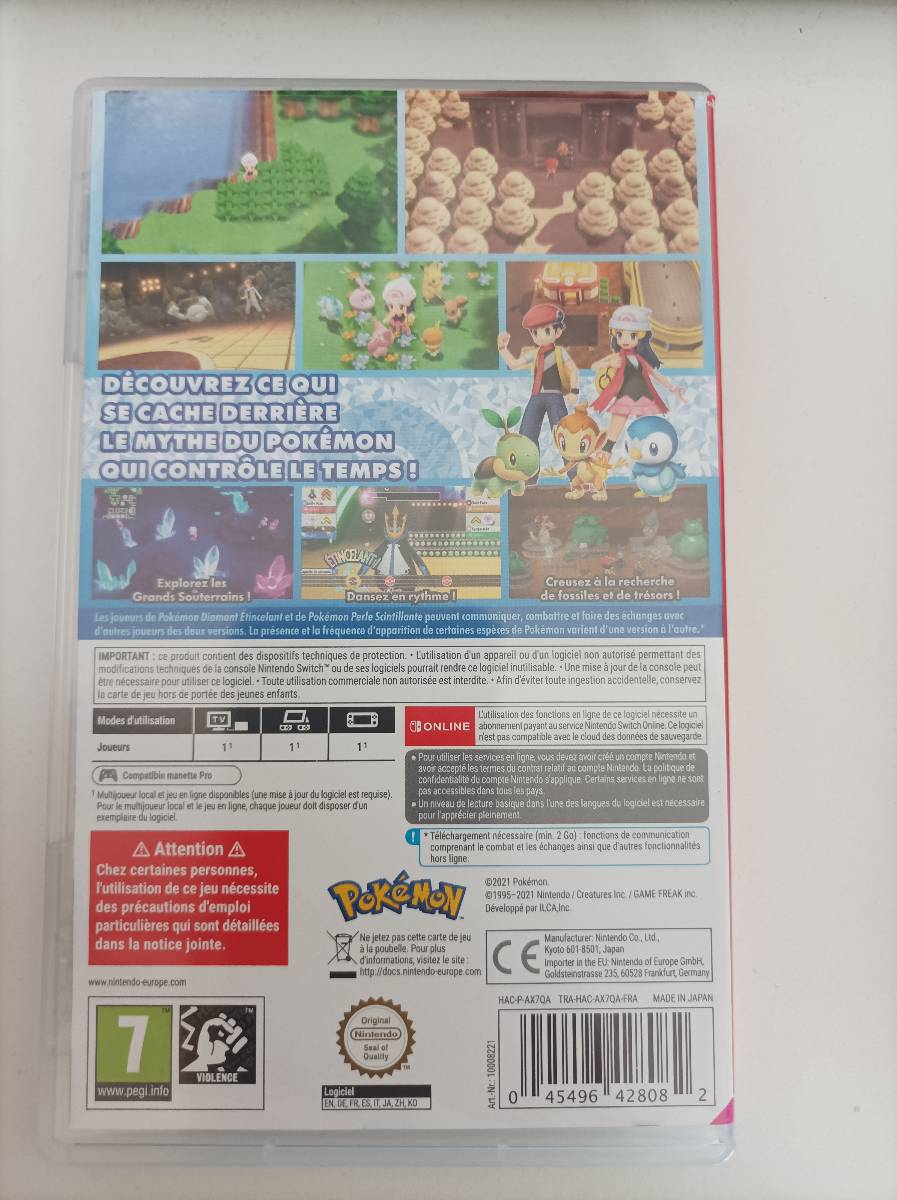 DÉCOUVREZ CE QUI
SE CACHE DERRIÈRE
LE MYTHE DU POKÉMON
QUI CONTRÔLE LE TEMPS !
ÉTINCELANT
Explorez les
Grands Souterrains !
Dansez en rythme !
Creusez à la recherche
de fossiles et de trésors !
Les joueurs de Pokémon Diamant Étincelant et de Pokémon Perle Scintillante peuvent communiquer, combattre et faire des échanges avec
d'autres joueurs des deux versions. La présence et la fréquence d'apparition de certaines espèces de Pokémon varient d'une version à l'autre.*
IMPORTANT : ce produit contient des dispositifs techniques de protection. • L'utilisation d'un appareil ou d'un logiciel non autorisé permettant des
modifications techniques de la console Nintendo Switch™ ou de ses logiciels pourrait rendre ce logiciel inutilisable. • Une mise à jour de la console peut
être nécessaire pour utiliser ce logiciel. • Toute utilisation commerciale non autorisée est interdite. • Afin d'éviter toute ingestion accidentelle, conservez
la carte de jeu hors de portée des jeunes enfants.
Modes d'utilisation
TV
Joueurs
1¹
1¹
1¹
Compatible manette Pro
¹ Multijoueur local et jeu en ligne disponibles (une mise à jour du logiciel est requise).
Pour le multijoueur local et le jeu en ligne, chaque joueur doit disposer d'un
exemplaire du logiciel.
ONLINE
L'utilisation des fonctions en ligne de ce logiciel nécessite un
abonnement payant au service Nintendo Switch Online. Ce logiciel
n'est pas compatible avec le cloud des données de sauvegarde.
• Pour utiliser les services en ligne, vous devez avoir créé un compte Nintendo et
avoir accepté les termes du contrat relatif au compte Nintendo. La politique de
confidentialité du compte Nintendo s'applique. Certains services en ligne ne sont
pas accessibles dans tous les pays.
• Un niveau de lecture basique dans l'une des langues du logiciel est nécessaire
pour l'apprécier pleinement.
! * Téléchargement nécessaire (min. 2 Go) : fonctions de communication
comprenant le combat et les échanges ainsi que d'autres fonctionnalités
hors ligne.
Attention
Chez certaines personnes,
l'utilisation de ce jeu nécessite
des précautions d'emploi
particulières qui sont détaillées
dans la notice jointe.
www.nintendo-europe.com
POKéMON
©2021 Pokémon.
©1995–2021 Nintendo / Creatures Inc. / GAME FREAK inc.
Développé par ILCA,Inc.
Ne jetez pas cette carte de jeu
à la poubelle. Pour plus
d'informations, visitez le site :
http://docs.nintendo-europe.com
CE
Manufacturer: Nintendo Co., Ltd.,
Kyoto 601-8501, Japan
Importer in the EU: Nintendo of Europe GmbH,
Goldsteinstrasse 235, 60528 Frankfurt, Germany
HAC-P-AX7QA TRA-HAC-AX7QA-FRA MADE IN JAPAN
7
www.pegi.info
VIOLENCE
™
Original
Nintendo
Seal of
Quality
™
Logiciel
EN, DE, FR, ES, IT, JA, ZH, KO
Art.-Nr.: 10008221
0 45496 42808 2